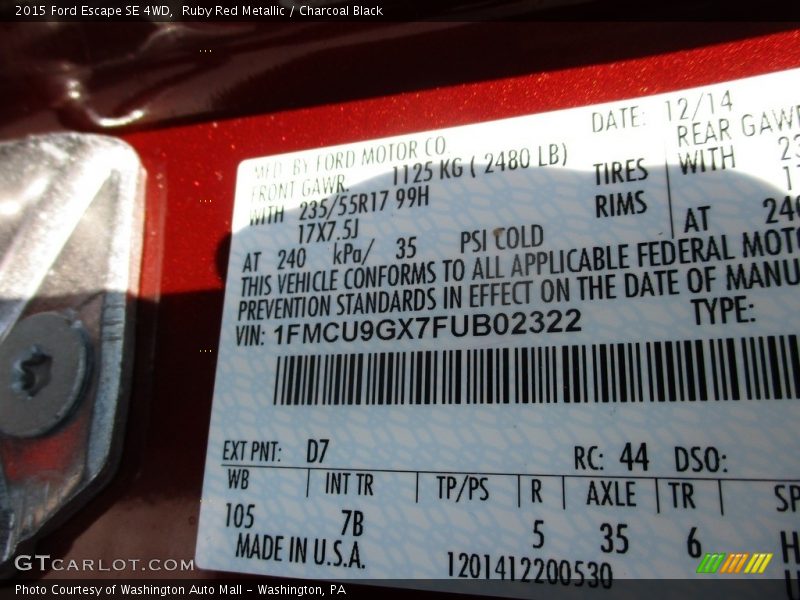 2015 Ford Escape SE 4WD, Ruby Red Metallic / Charcoal Black
DATE: 12/14
MFD. BY FORD MOTOR CO.
FRONT GAWR. 1125 KG ( 2480 LB)
REAR GAWR
WITH 235/55R17 99H TIRES WITH
17X7.5J RIMS
AT 240 kPa/ 35 PSI COLD AT
THIS VEHICLE CONFORMS TO ALL APPLICABLE FEDERAL
PREVENTION STANDARDS IN EFFECT ON THE DATE OF
VIN: 1FMCU9GX7FUB02322 TYPE:
EXT PNT: D7 RC: 44 DSO:
WB INT TR TP/PS R AXLE TR
105 7B 5 35 6
MADE IN U.S.A. 1201412200530
GTCARLOT.COM
Photo Courtesy of Washington Auto Mall - Washington, PA